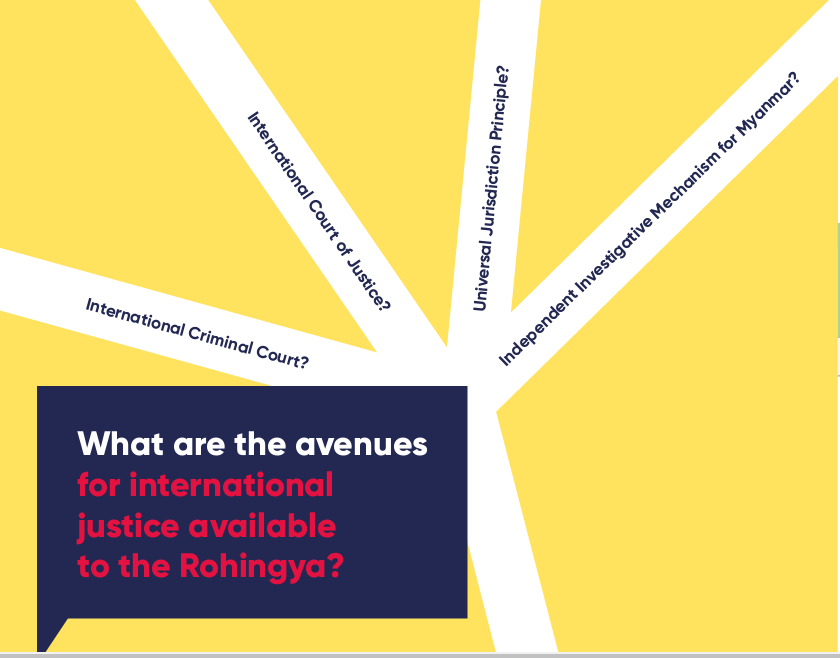 International Criminal Court?
International Court of Justice?
Universal Jurisdiction Principle?
Independent Investigative Mechanism for Myanmar?
What are the avenues
for international
justice available
to the Rohingya?